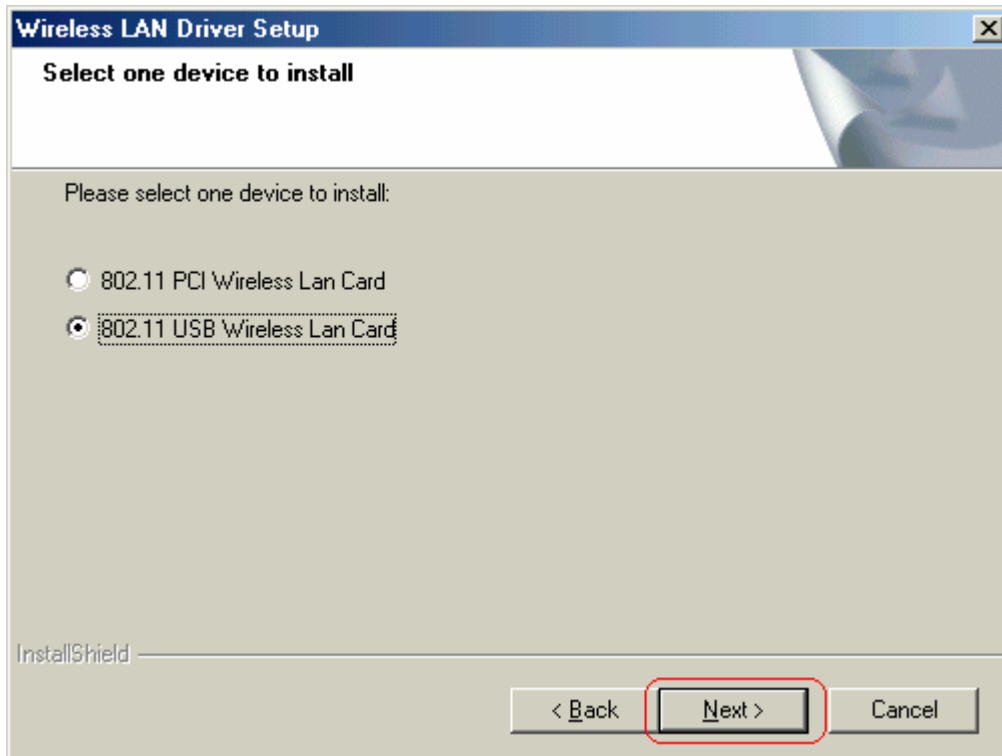 Wireless LAN Driver Setup
Select one device to install
Please select one device to install:
802.11 PCI Wireless Lan Card
802.11 USB Wireless Lan Card
InstallShield
< Back
Next >
Cancel